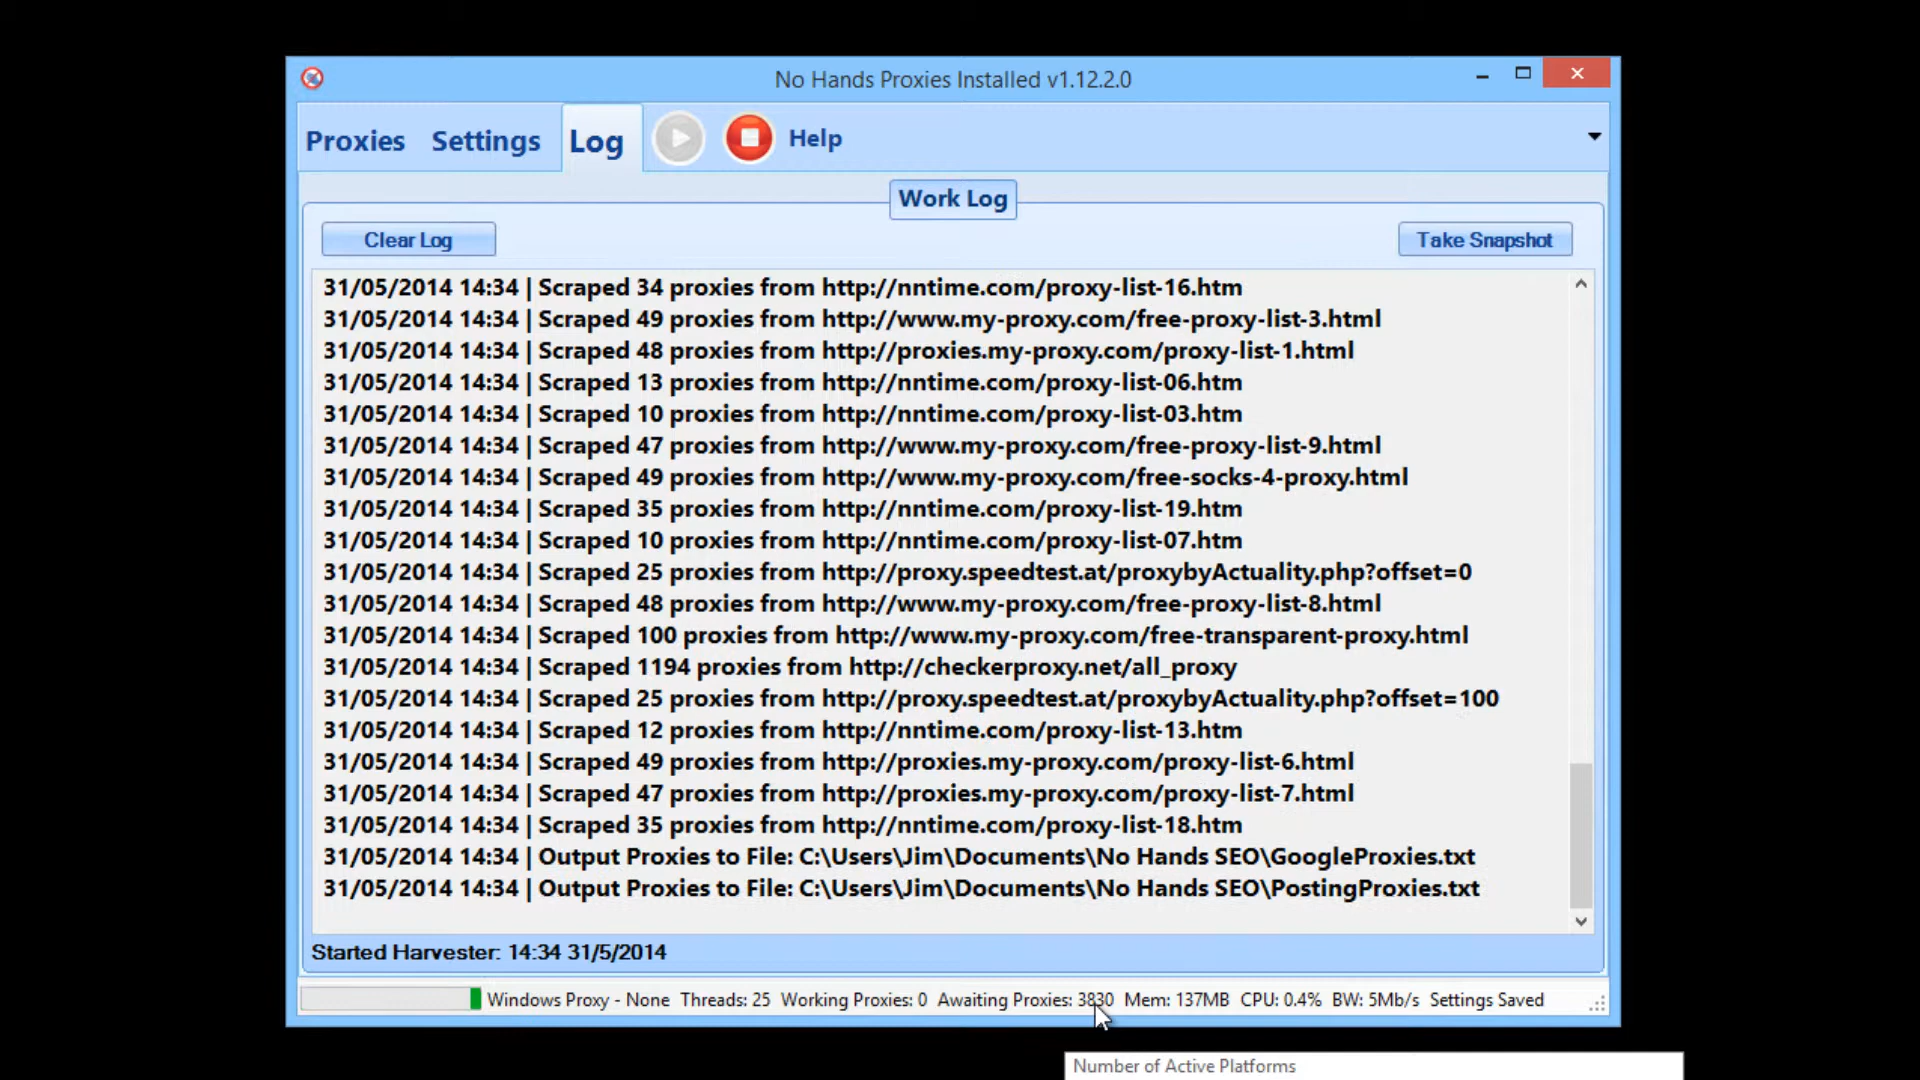 No Hands Proxies Installed v1.12.2.0
Proxies Settings Log Help
Work Log
Clear Log Take Snapshot
31/05/2014 14:34 | Scraped 34 proxies from http://nntime.com/proxy-list-16.htm
31/05/2014 14:34 | Scraped 49 proxies from http://www.my-proxy.com/free-proxy-list-3.html
31/05/2014 14:34 | Scraped 48 proxies from http://proxies.my-proxy.com/proxy-list-1.html
31/05/2014 14:34 | Scraped 13 proxies from http://nntime.com/proxy-list-06.htm
31/05/2014 14:34 | Scraped 10 proxies from http://nntime.com/proxy-list-03.htm
31/05/2014 14:34 | Scraped 47 proxies from http://www.my-proxy.com/free-proxy-list-9.html
31/05/2014 14:34 | Scraped 49 proxies from http://www.my-proxy.com/free-socks-4-proxy.html
31/05/2014 14:34 | Scraped 35 proxies from http://nntime.com/proxy-list-19.htm
31/05/2014 14:34 | Scraped 10 proxies from http://nntime.com/proxy-list-07.htm
31/05/2014 14:34 | Scraped 25 proxies from http://proxy.speedtest.at/proxybyActuality.php?offset=0
31/05/2014 14:34 | Scraped 48 proxies from http://www.my-proxy.com/free-proxy-list-8.html
31/05/2014 14:34 | Scraped 100 proxies from http://www.my-proxy.com/free-transparent-proxy.html
31/05/2014 14:34 | Scraped 1194 proxies from http://checkerproxy.net/all_proxy
31/05/2014 14:34 | Scraped 25 proxies from http://proxy.speedtest.at/proxybyActuality.php?offset=100
31/05/2014 14:34 | Scraped 12 proxies from http://nntime.com/proxy-list-13.htm
31/05/2014 14:34 | Scraped 49 proxies from http://proxies.my-proxy.com/proxy-list-6.html
31/05/2014 14:34 | Scraped 47 proxies from http://proxies.my-proxy.com/proxy-list-7.html
31/05/2014 14:34 | Scraped 35 proxies from http://nntime.com/proxy-list-18.htm
31/05/2014 14:34 | Output Proxies to File: C:\Users\Jim\Documents\No Hands SEO\GoogleProxies.txt
31/05/2014 14:34 | Output Proxies to File: C:\Users\Jim\Documents\No Hands SEO\PostingProxies.txt
Started Harvester: 14:34 31/5/2014
Windows Proxy - None Threads: 25 Working Proxies: 0 Awaiting Proxies: 3830 Mem: 137MB CPU: 0.4% BW: 5Mb/s Settings Saved
Number of Active Platforms